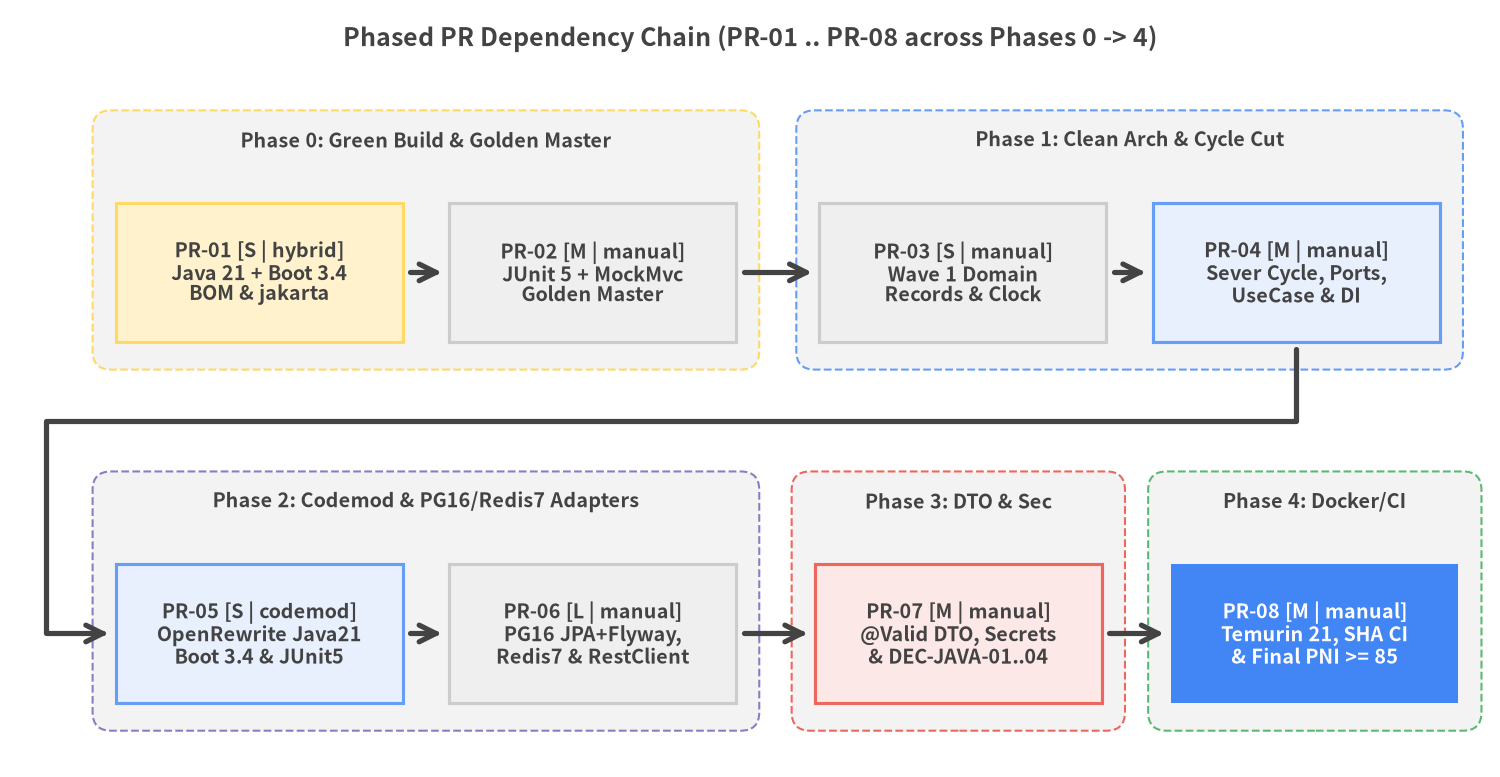 Phased PR Dependency Chain (PR-01 .. PR-08 across Phases 0 -> 4)
Phase 0: Green Build & Golden Master
PR-01 [S | hybrid]
Java 21 + Boot 3.4
BOM & jakarta
PR-02 [M | manual]
JUnit 5 + MockMvc
Golden Master
Phase 1: Clean Arch & Cycle Cut
PR-03 [S | manual]
Wave 1 Domain
Records & Clock
PR-04 [M | manual]
Sever Cycle, Ports,
UseCase & DI
Phase 2: Codemod & PG16/Redis7 Adapters
PR-05 [S | codemod]
OpenRewrite Java21
Boot 3.4 & JUnit5
PR-06 [L | manual]
PG16 JPA+Flyway,
Redis7 & RestClient
Phase 3: DTO & Sec
PR-07 [M | manual]
@Valid DTO, Secrets
& DEC-JAVA-01..04
Phase 4: Docker/CI
PR-08 [M | manual]
Temurin 21, SHA CI
& Final PNI >= 85